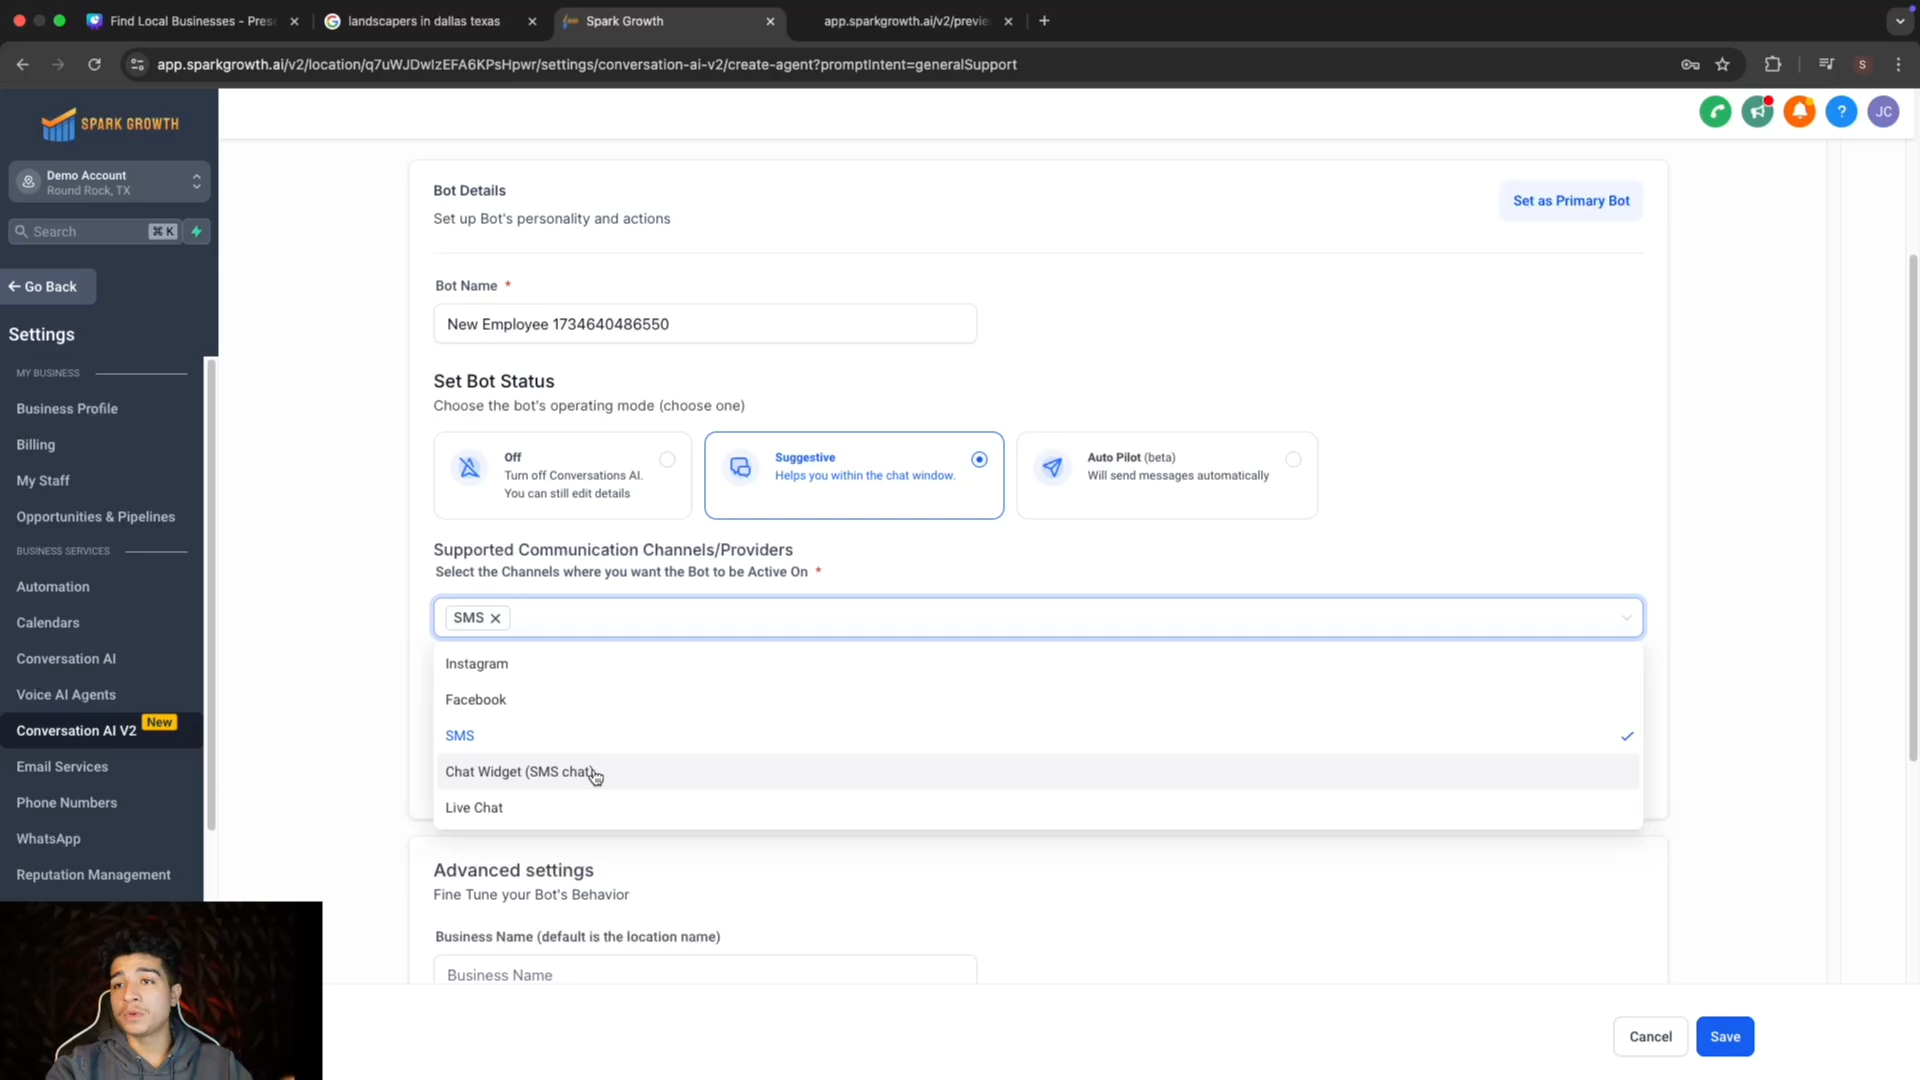 Find Local Businesses - Prese
landscapers in dallas texas
Spark Growth
app.sparkgrowth.ai/v2/previe
app.sparkgrowth.ai/v2/location/q7uWJDwIzEFA6KPsHpwr/settings/conversation-ai-v2/create-agent?promptIntent=generalSupport
S
SPARK GROWTH
JC
Demo Account
Round Rock, TX
Search
⌘ K
← Go Back
Settings
MY BUSINESS
Business Profile
Billing
My Staff
Opportunities & Pipelines
BUSINESS SERVICES
Automation
Calendars
Conversation AI
Voice AI Agents
Conversation AI V2
New
Email Services
Phone Numbers
WhatsApp
Reputation Management
Bot Details
Set up Bot's personality and actions
Set as Primary Bot
Bot Name *
New Employee 1734640486550
Set Bot Status
Choose the bot's operating mode (choose one)
Off
Turn off Conversations AI.
You can still edit details
Suggestive
Helps you within the chat window.
Auto Pilot (beta)
Will send messages automatically
Supported Communication Channels/Providers
Select the Channels where you want the Bot to be Active On *
SMS
Instagram
Facebook
SMS
Chat Widget (SMS chat)
Live Chat
Advanced settings
Fine Tune your Bot's Behavior
Business Name (default is the location name)
Business Name
Cancel
Save